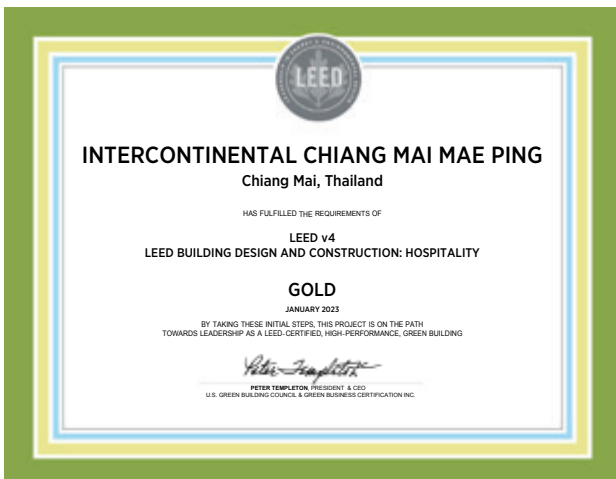 LEED
INTERCONTINENTAL CHIANG MAI MAE PING
Chiang Mai, Thailand
HAS FULFILLED THE REQUIREMENTS OF
LEED v4
LEED BUILDING DESIGN AND CONSTRUCTION: HOSPITALITY
GOLD
JANUARY 2023
BY TAKING THESE INITIAL STEPS, THIS PROJECT IS ON THE PATH
TOWARDS LEADERSHIP AS A LEED-CERTIFIED, HIGH-PERFORMANCE, GREEN BUILDING
Peter Templeton
PETER TEMPLETON, PRESIDENT & CEO
U.S. GREEN BUILDING COUNCIL & GREEN BUSINESS CERTIFICATION INC.